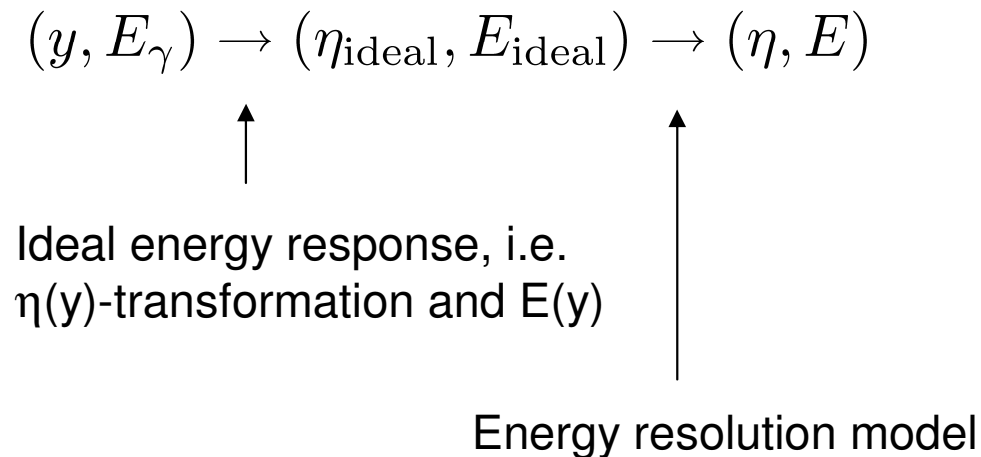 (y, E_γ) → (η_ideal, E_ideal) → (η, E)
Ideal energy response, i.e.
η(y)-transformation and E(y)
Energy resolution model